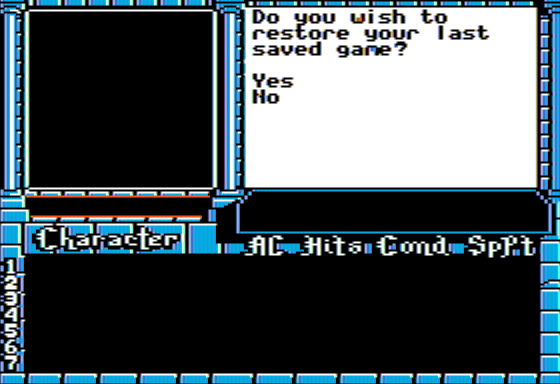 Do you wish to
restore your last
saved game?
Yes
No
Character AC Hits Cond SpPt
1
2
3
4
5
6
7